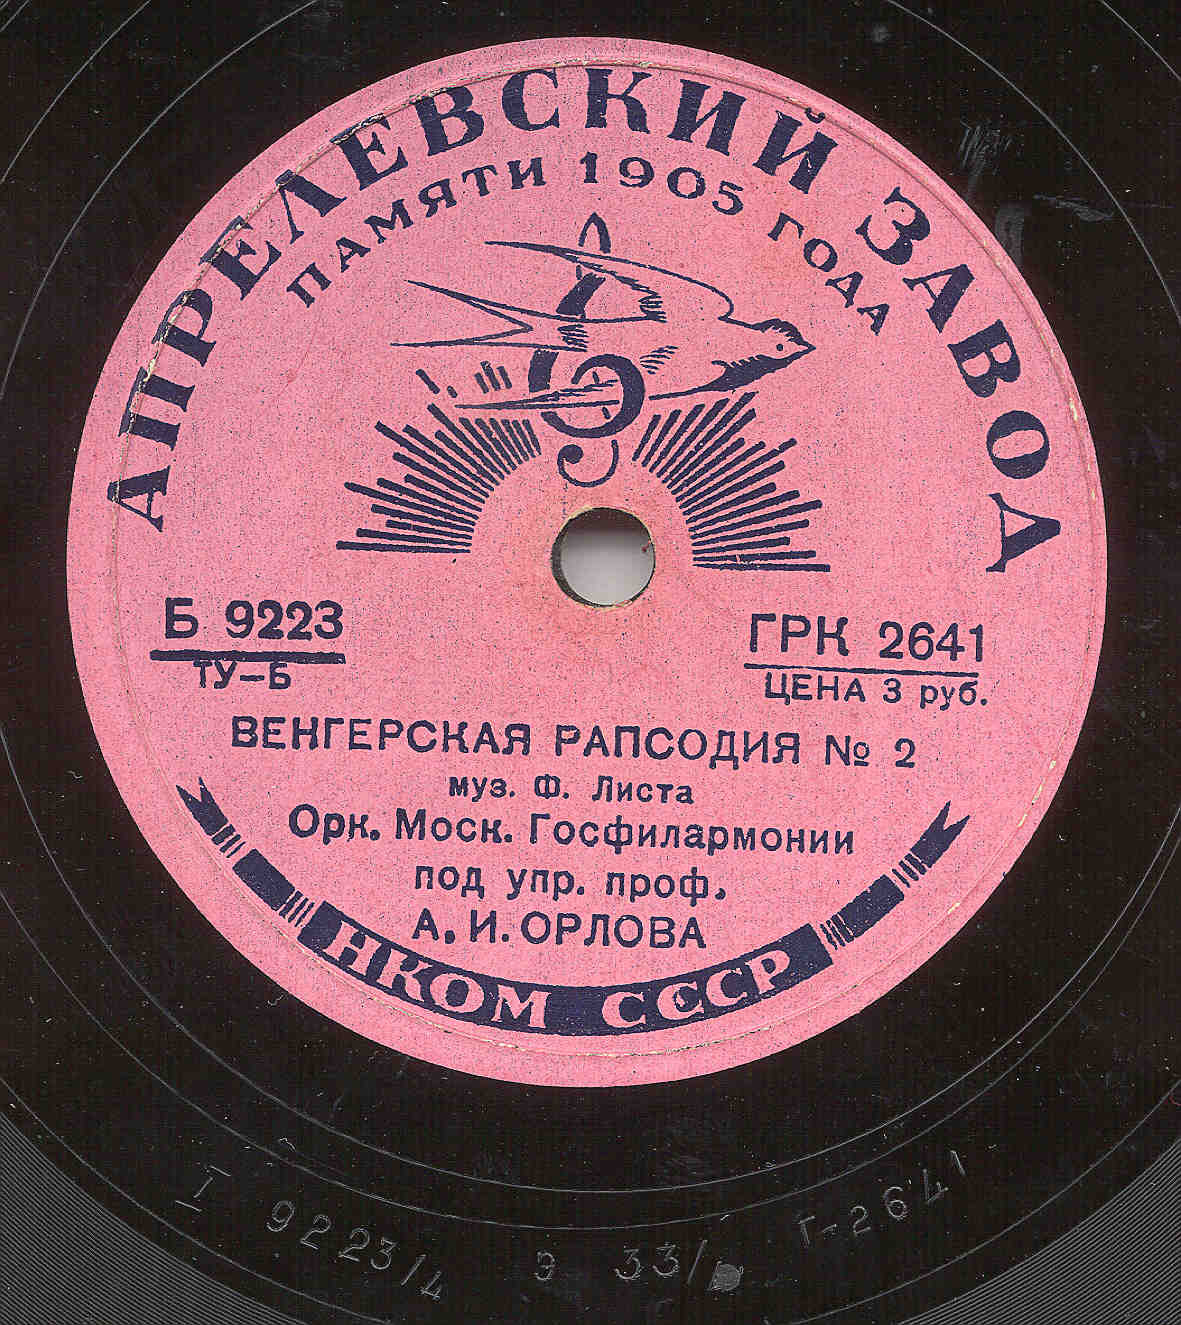 АПРЕЛЕВСКИЙ ЗАВОД
ПАМЯТИ 1905 ГОДА
Б 9223
ТУ–Б
ГРК 2641
ЦЕНА 3 руб.
ВЕНГЕРСКАЯ РАПСОДИЯ № 2
муз. Ф. Листа
Орк. Моск. Госфилармонии
под упр. проф.
А. И. ОРЛОВА
НКОМ СССР
I 9223/4 Э 33/ Г-2641